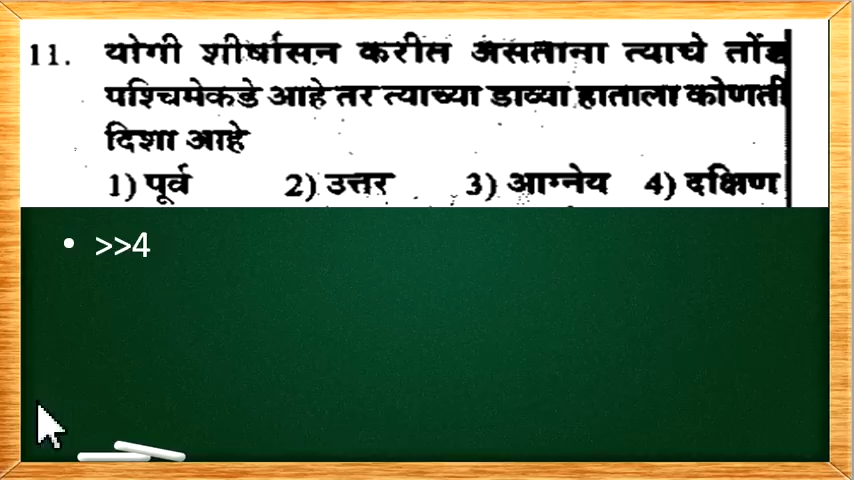 11. योगी शीर्षासन करीत असताना त्याचे तोंड
पश्चिमेकडे आहे तर त्याच्या डाव्या हाताला कोणती
दिशा आहे
1) पूर्व 2) उत्तर 3) आग्नेय 4) दक्षिण
• >>4